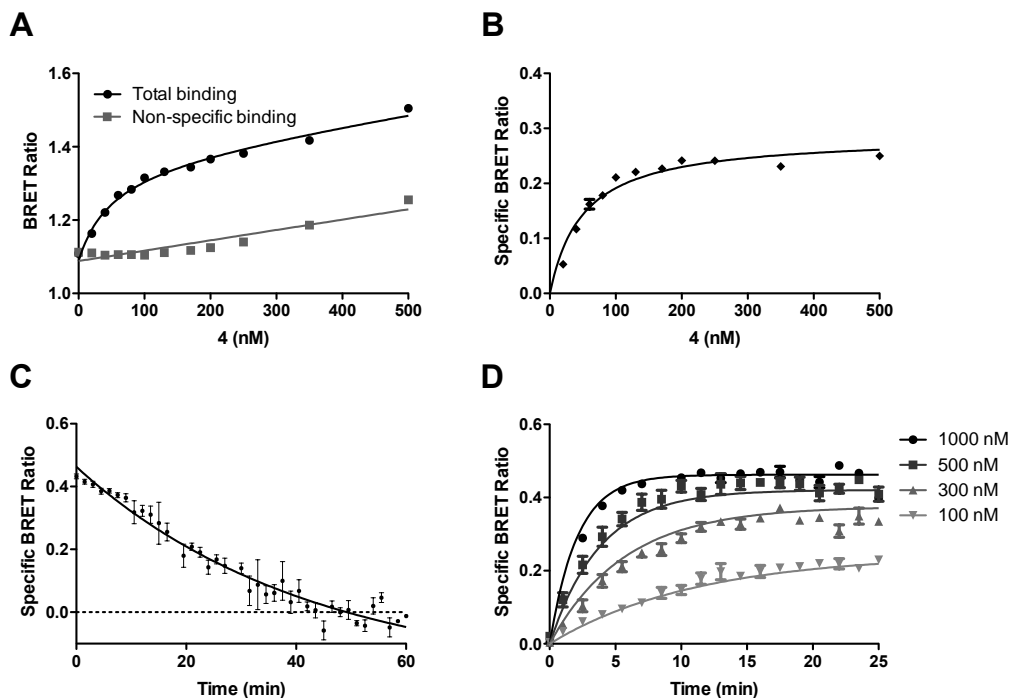 A
BRET Ratio
1.6
1.4
1.2
1.0
Total binding
Non-specific binding
0 100 200 300 400 500
4 (nM)
B
Specific BRET Ratio
0.4
0.3
0.2
0.1
0.0
0 100 200 300 400 500
4 (nM)
C
Specific BRET Ratio
0.6
0.4
0.2
0.0
0 20 40 60
Time (min)
D
Specific BRET Ratio
0.6
0.4
0.2
0.0
0 5 10 15 20 25
Time (min)
1000 nM
500 nM
300 nM
100 nM